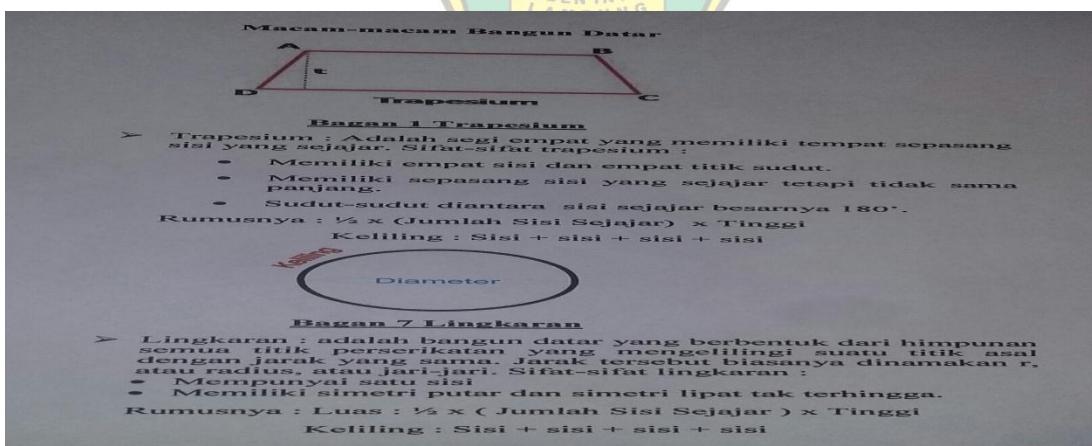 LAMPUNG
Macam-macam Bangun Datar
A B
t
D C
Trapesium
Bagan 1 Trapesium
➢ Trapesium : Adalah segi empat yang memiliki tempat sepasang
sisi yang sejajar. Sifat-sifat trapesium :
• Memiliki empat sisi dan empat titik sudut.
• Memiliki sepasang sisi yang sejajar tetapi tidak sama
panjang.
• Sudut-sudut diantara sisi sejajar besarnya 180°.
Rumusnya : ½ x (Jumlah Sisi Sejajar) x Tinggi
Keliling : Sisi + sisi + sisi + sisi
Keliling
Diameter
Bagan 7 Lingkaran
➢ Lingkaran : adalah bangun datar yang berbentuk dari himpunan
semua titik perserikatan yang mengelilingi suatu titik asal
dengan jarak yang sama. Jarak tersebut biasanya dinamakan r,
atau radius, atau jari-jari. Sifat-sifat lingkaran :
• Mempunyai satu sisi
• Memiliki simetri putar dan simetri lipat tak terhingga.
Rumusnya : Luas : ½ x ( Jumlah Sisi Sejajar ) x Tinggi
Keliling : Sisi + sisi + sisi + sisi